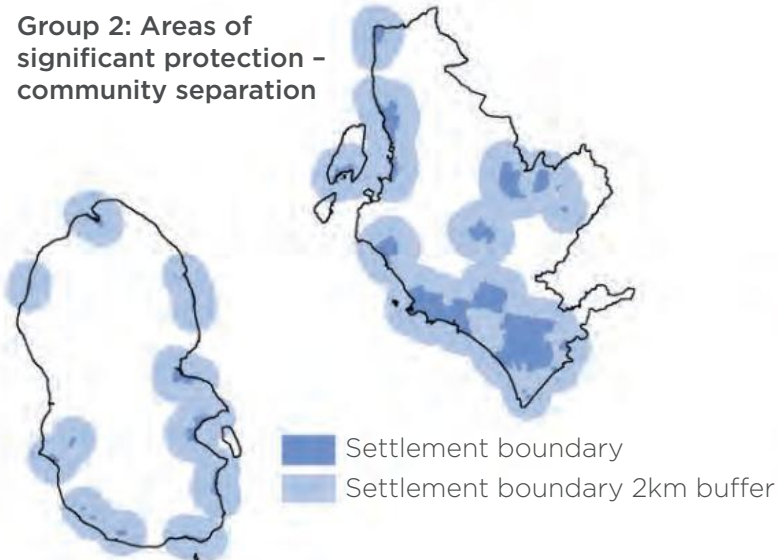 Group 2: Areas of
significant protection –
community separation
Settlement boundary
Settlement boundary 2km buffer